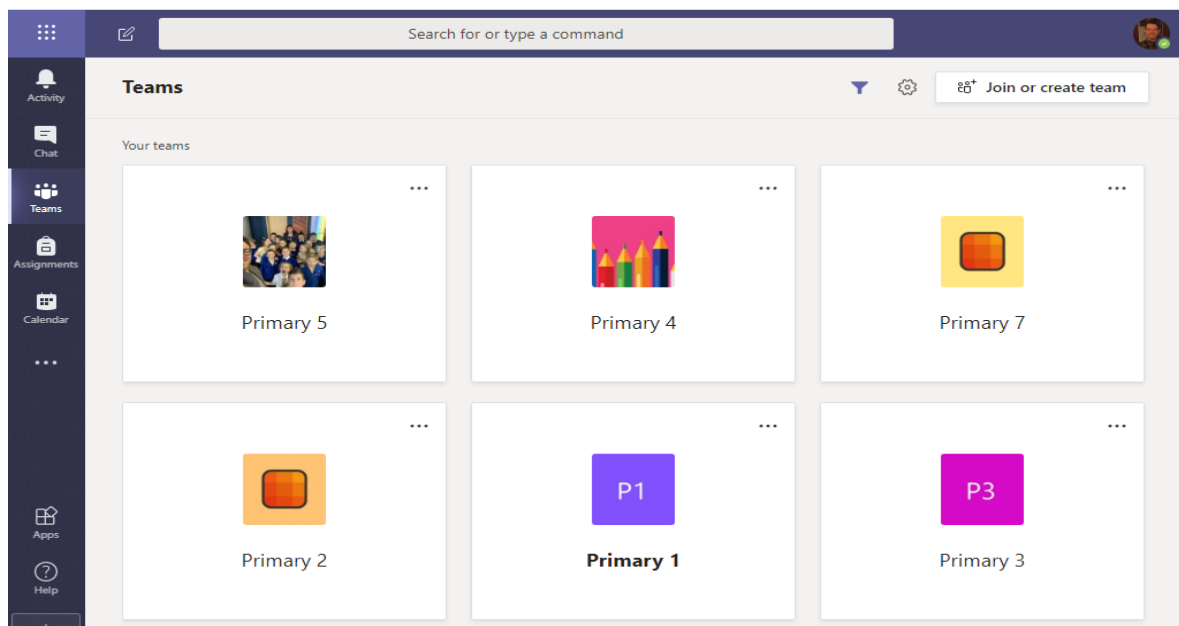 Search for or type a command
Activity
Chat
Teams
Assignments
Calendar
Apps
Help
Teams
Join or create team
Your teams
Primary 5
Primary 4
Primary 7
Primary 2
P1
Primary 1
P3
Primary 3